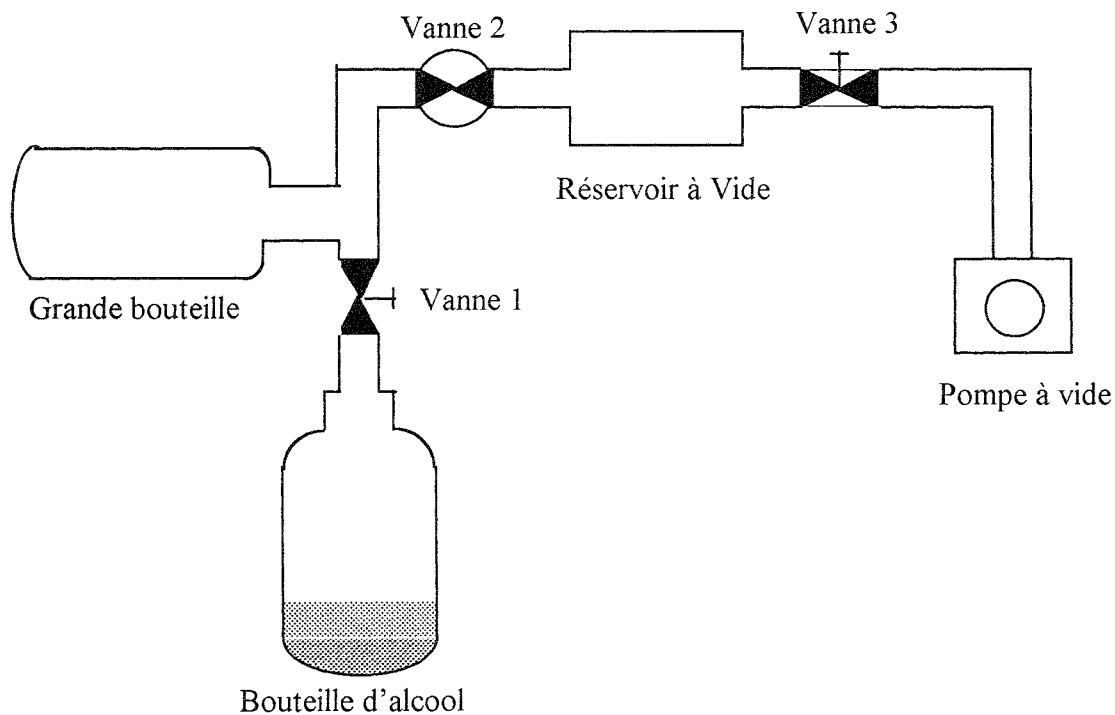 Vanne 2
Vanne 3
Réservoir à Vide
Grande bouteille
Vanne 1
Pompe à vide
Bouteille d'alcool